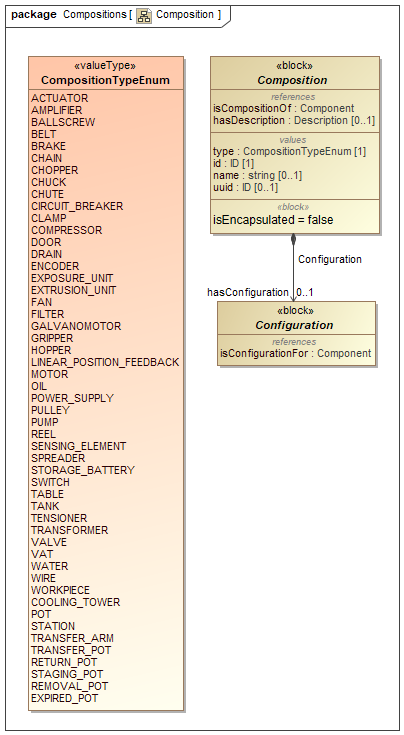 package Compositions [ Composition ]
«valueType»
CompositionTypeEnum
ACTUATOR
AMPLIFIER
BALLSCREW
BELT
BRAKE
CHAIN
CHOPPER
CHUCK
CHUTE
CIRCUIT_BREAKER
CLAMP
COMPRESSOR
DOOR
DRAIN
ENCODER
EXPOSURE_UNIT
EXTRUSION_UNIT
FAN
FILTER
GALVANOMOTOR
GRIPPER
HOPPER
LINEAR_POSITION_FEEDBACK
MOTOR
OIL
POWER_SUPPLY
PULLEY
PUMP
REEL
SENSING_ELEMENT
SPREADER
STORAGE_BATTERY
SWITCH
TABLE
TANK
TENSIONER
TRANSFORMER
VALVE
VAT
WATER
WIRE
WORKPIECE
COOLING_TOWER
POT
STATION
TRANSFER_ARM
TRANSFER_POT
RETURN_POT
STAGING_POT
REMOVAL_POT
EXPIRED_POT
«block»
Composition
references
isCompositionOf : Component
hasDescription : Description [0..1]
values
type : CompositionTypeEnum [1]
id : ID [1]
name : string [0..1]
uuid : ID [0..1]
«block»
isEncapsulated = false
Configuration
hasConfiguration 0..1
«block»
Configuration
references
isConfigurationFor : Component